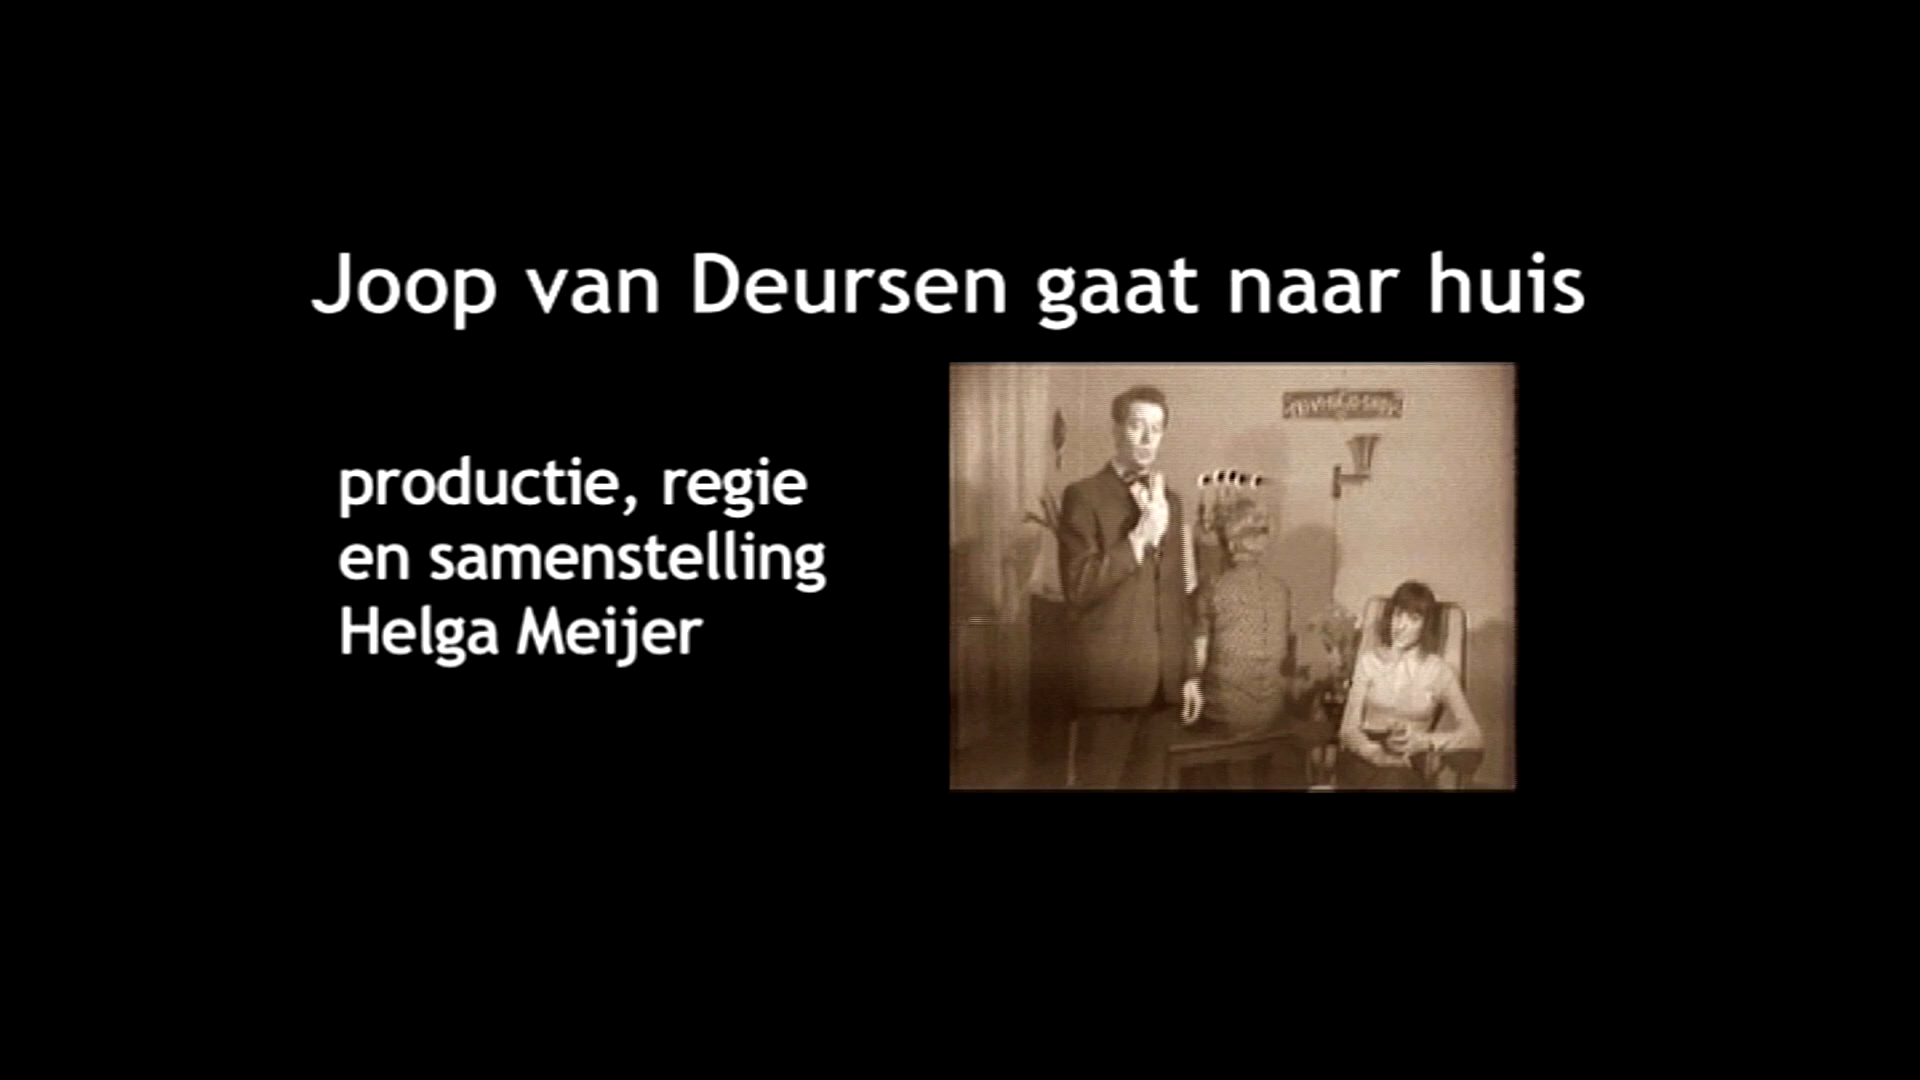 Joop van Deursen gaat naar huis
productie, regie
en samenstelling
Helga Meijer